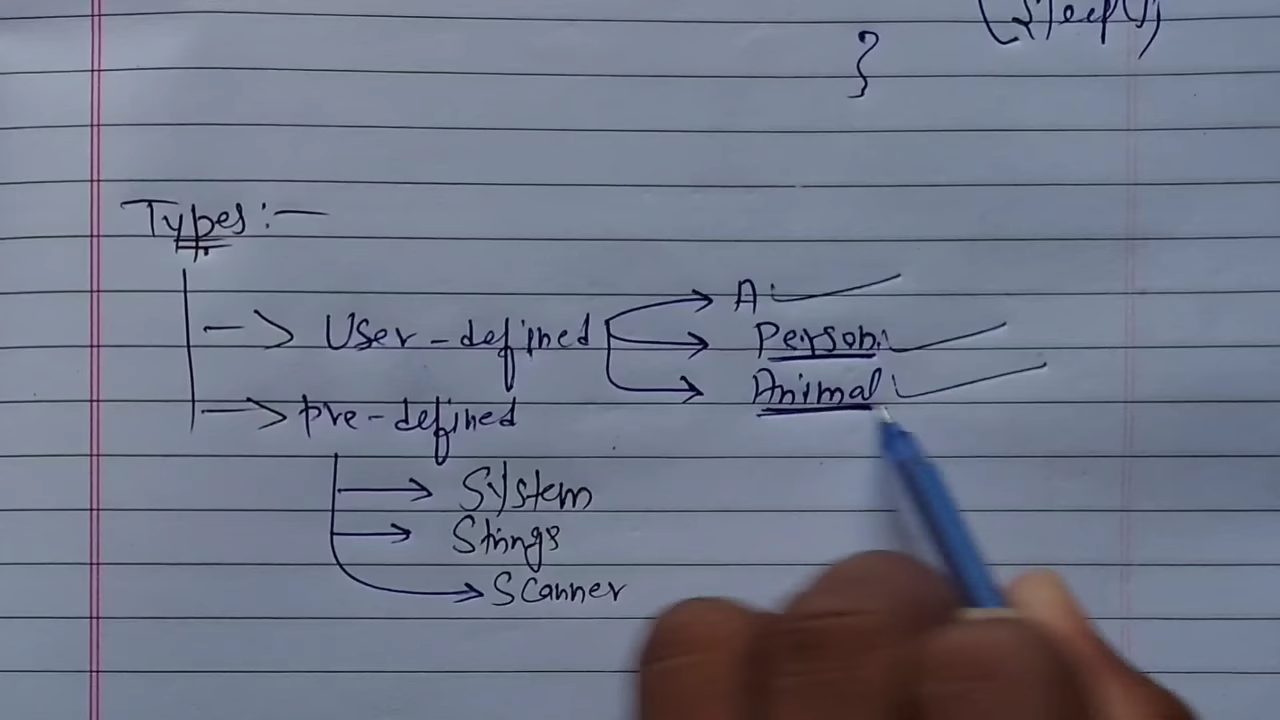 }
Types:-
-> User-defined
A
Person
Animal
-> pre-defined
System
Strings
Scanner